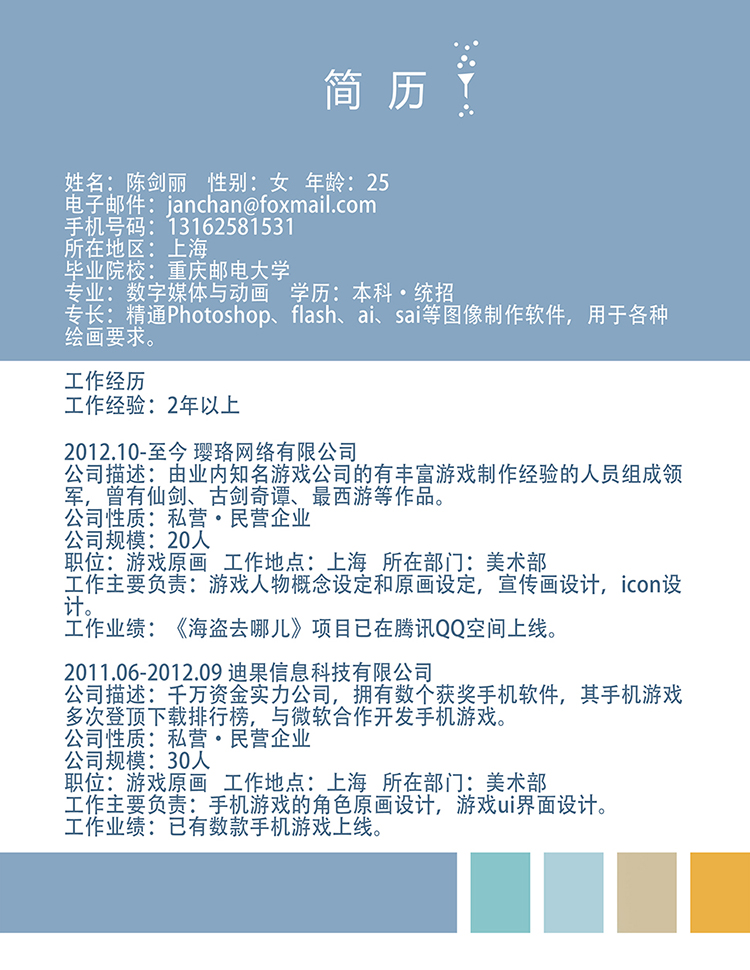 简 历
姓名：陈剑丽 性别：女 年龄：25
电子邮件：janchan@foxmail.com
手机号码：13162581531
所在地区：上海
毕业院校：重庆邮电大学
专业：数字媒体与动画 学历：本科·统招
专长：精通Photoshop、flash、ai、sai等图像制作软件，用于各种
绘画要求。
工作经历
工作经验：2年以上
2012.10-至今 璎珞网络有限公司
公司描述：由业内知名游戏公司的有丰富游戏制作经验的人员组成领
军，曾有仙剑、古剑奇谭、最西游等作品。
公司性质：私营·民营企业
公司规模：20人
职位：游戏原画 工作地点：上海 所在部门：美术部
工作主要负责：游戏人物概念设定和原画设定，宣传画设计，icon设
计。
工作业绩：《海盗去哪儿》项目已在腾讯QQ空间上线。
2011.06-2012.09 迪果信息科技有限公司
公司描述：千万资金实力公司，拥有数个获奖手机软件，其手机游戏
多次登顶下载排行榜，与微软合作开发手机游戏。
公司性质：私营·民营企业
公司规模：30人
职位：游戏原画 工作地点：上海 所在部门：美术部
工作主要负责：手机游戏的角色原画设计，游戏ui界面设计。
工作业绩：已有数款手机游戏上线。